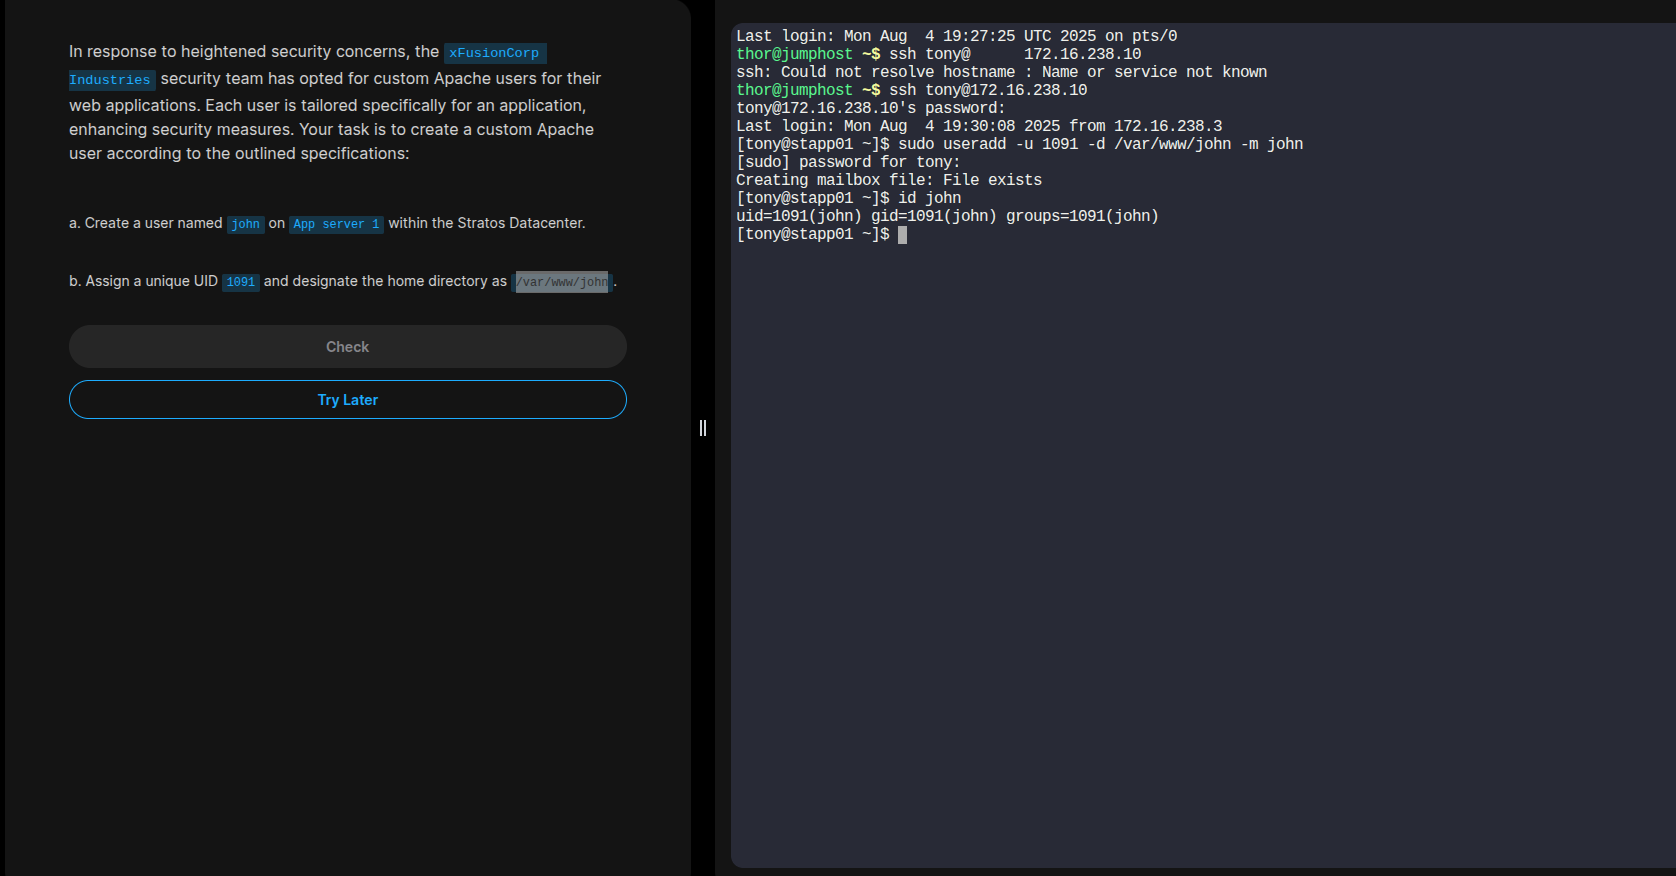 In response to heightened security concerns, the xFusionCorp
Industries security team has opted for custom Apache users for their
web applications. Each user is tailored specifically for an application,
enhancing security measures. Your task is to create a custom Apache
user according to the outlined specifications:
a. Create a user named john on App server 1 within the Stratos Datacenter.
b. Assign a unique UID 1091 and designate the home directory as /var/www/john.
Check
Try Later
Last login: Mon Aug  4 19:27:25 UTC 2025 on pts/0
thor@jumphost ~$ ssh tony@      172.16.238.10
ssh: Could not resolve hostname : Name or service not known
thor@jumphost ~$ ssh tony@172.16.238.10
tony@172.16.238.10's password:
Last login: Mon Aug  4 19:30:08 2025 from 172.16.238.3
[tony@stapp01 ~]$ sudo useradd -u 1091 -d /var/www/john -m john
[sudo] password for tony:
Creating mailbox file: File exists
[tony@stapp01 ~]$ id john
uid=1091(john) gid=1091(john) groups=1091(john)
[tony@stapp01 ~]$